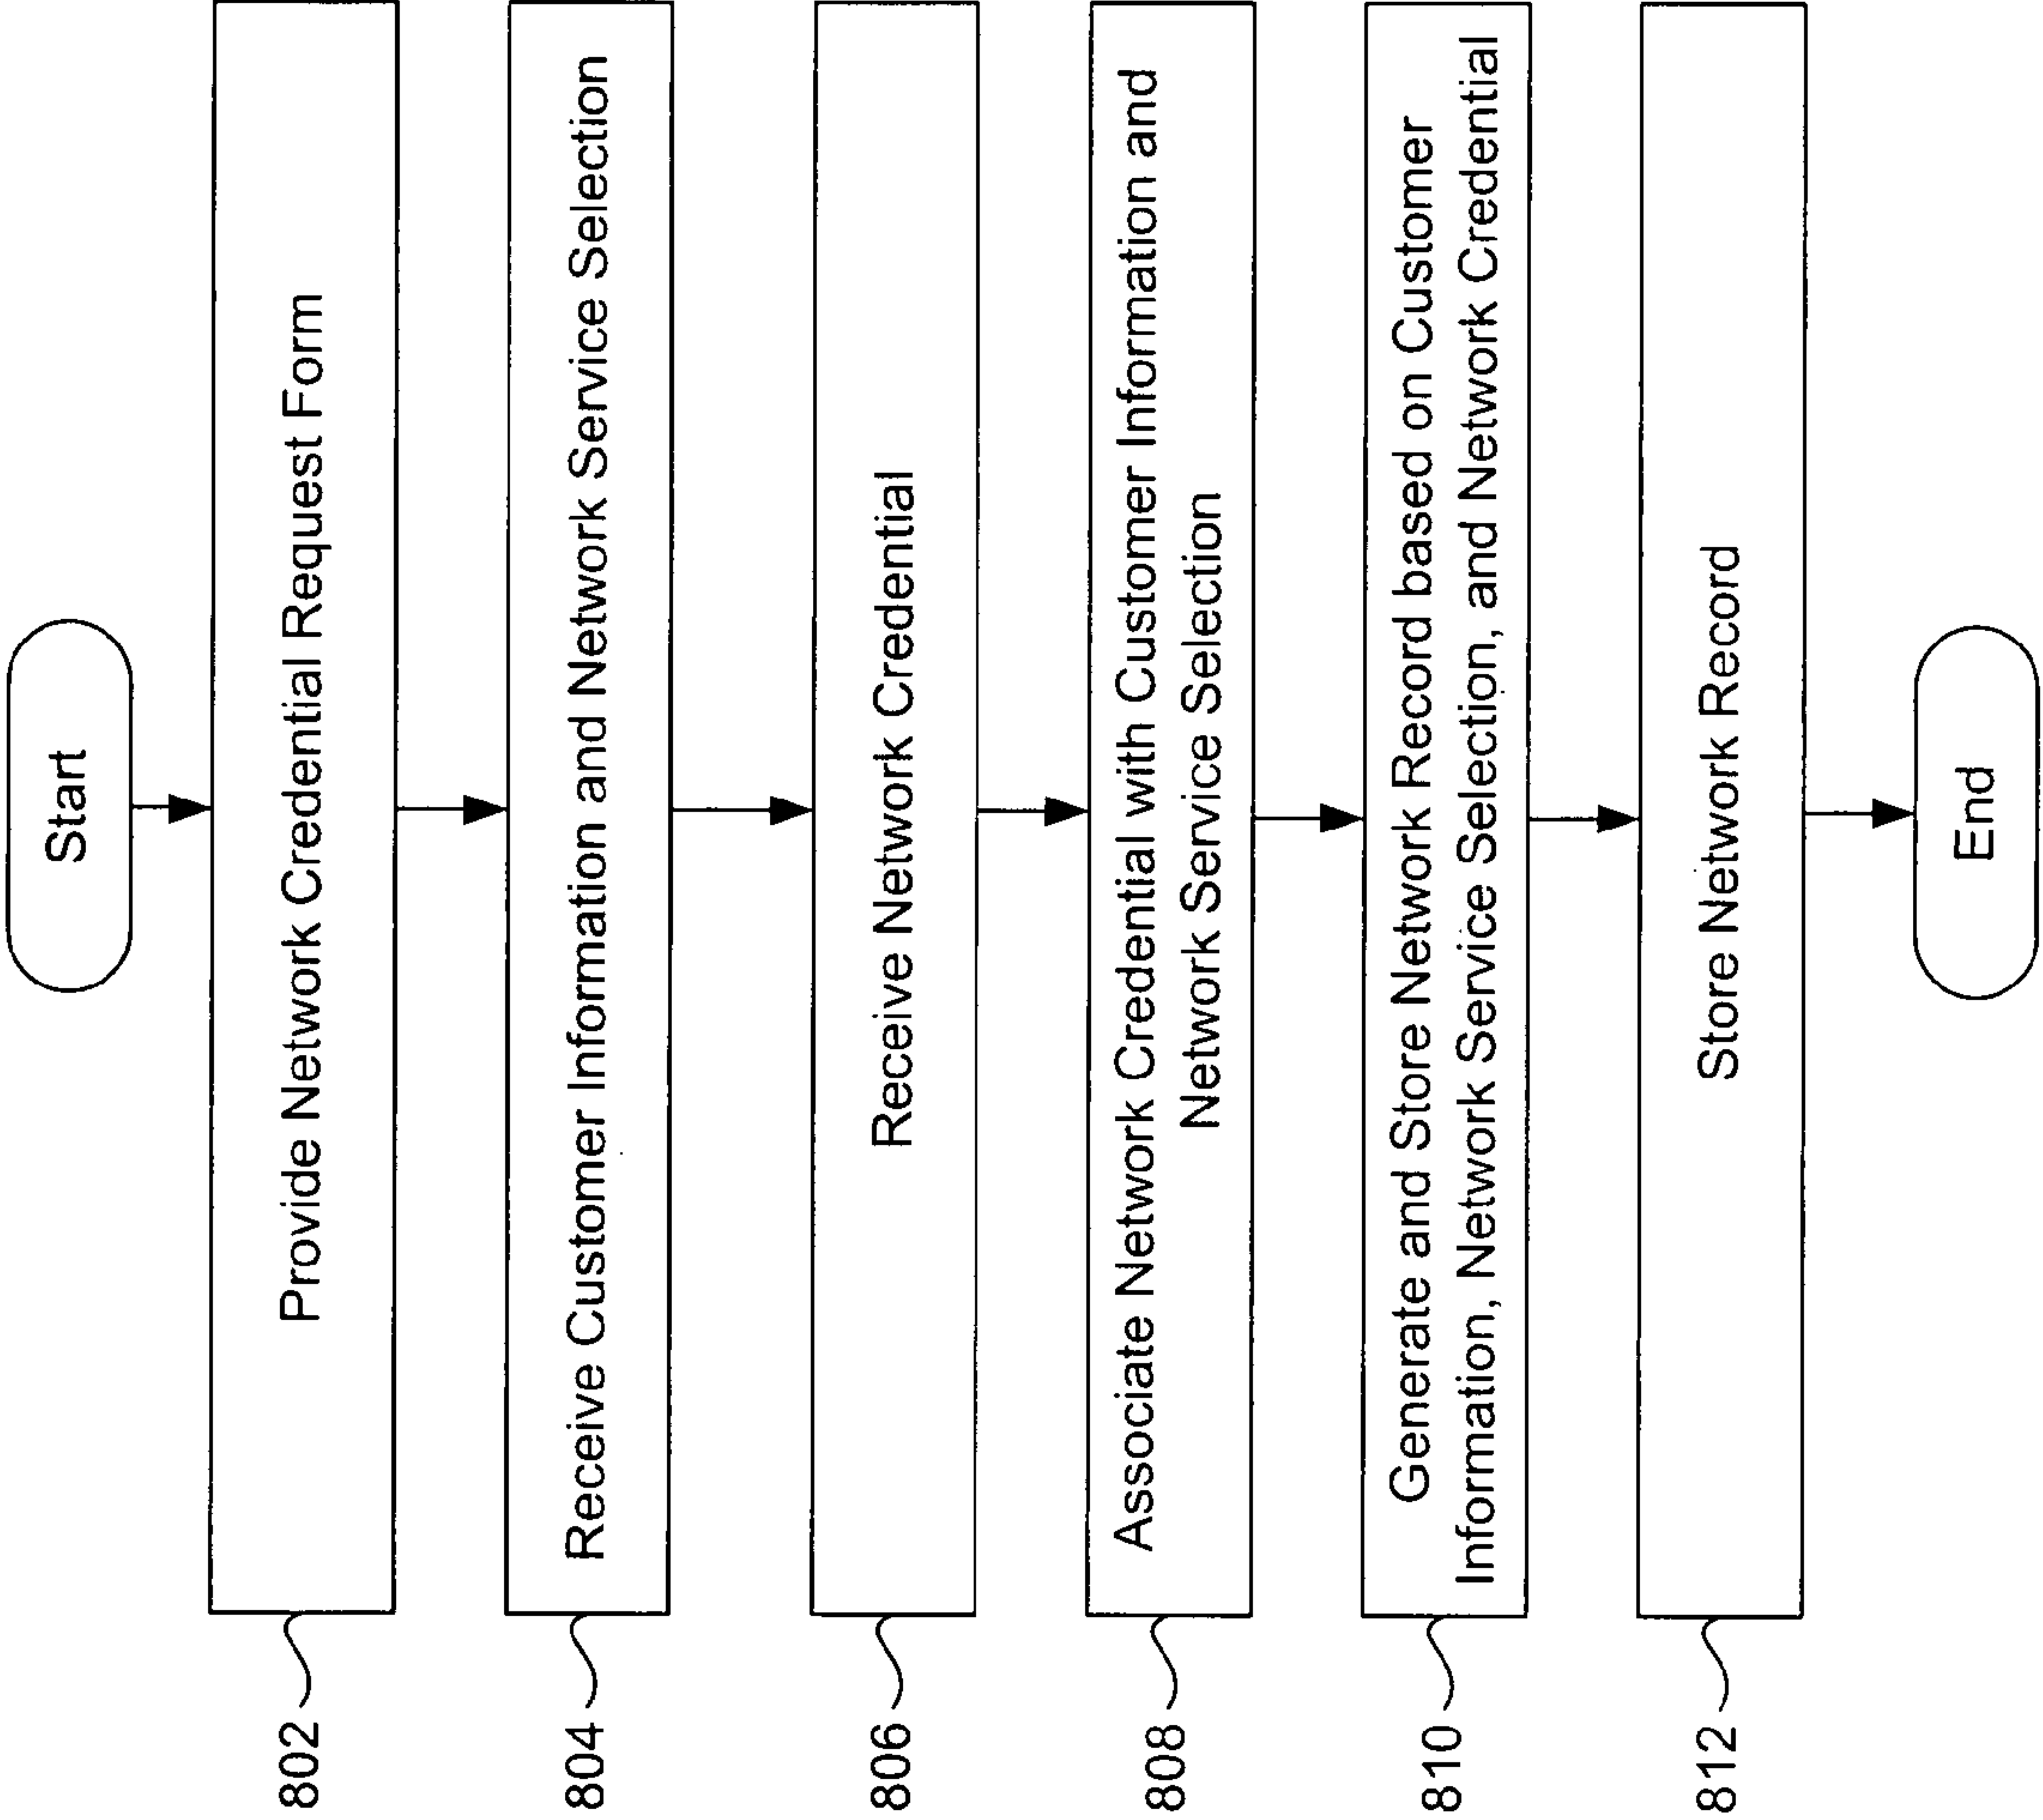 Start
802
Provide Network Credential Request Form
804
Receive Customer Information and Network Service Selection
806
Receive Network Credential
808
Associate Network Credential with Customer Information and
Network Service Selection
810
Generate and Store Network Record based on Customer
Information, Network Service Selection, and Network Credential
812
Store Network Record
End